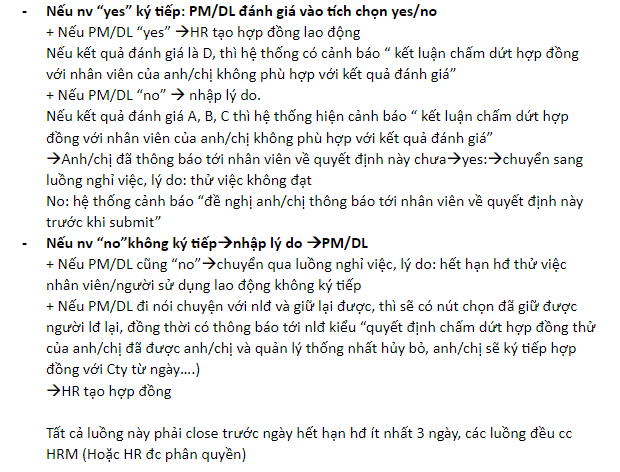 - Nếu nv “yes” ký tiếp: PM/DL đánh giá vào tích chọn yes/no
+ Nếu PM/DL “yes” →HR tạo hợp đồng lao động
Nếu kết quả đánh giá là D, thì hệ thống có cảnh báo “ kết luận chấm dứt hợp đồng
với nhân viên của anh/chị không phù hợp với kết quả đánh giá”
+ Nếu PM/DL “no” → nhập lý do.
Nếu kết quả đánh giá A, B, C thì hệ thống hiện cảnh báo “ kết luận chấm dứt hợp
đồng với nhân viên của anh/chị không phù hợp với kết quả đánh giá”
→Anh/chị đã thông báo tới nhân viên về quyết định này chưa→yes:→chuyển sang
luồng nghỉ việc, lý do: thử việc không đạt
No: hệ thống cảnh báo “đề nghị anh/chị thông báo tới nhân viên về quyết định này
trước khi submit”
- Nếu nv “no”không ký tiếp→nhập lý do →PM/DL
+ Nếu PM/DL cũng “no”→chuyển qua luồng nghỉ việc, lý do: hết hạn hđ thử việc
nhân viên/người sử dụng lao động không ký tiếp
+ Nếu PM/DL đi nói chuyện với nlđ và giữ lại được, thì sẽ có nút chọn đã giữ được
người lđ lại, đồng thời có thông báo tới nlđ kiểu “quyết định chấm dứt hợp đồng thử
của anh/chị đã được anh/chị và quản lý thống nhất hủy bỏ, anh/chị sẽ ký tiếp hợp
đồng với Cty từ ngày….)
→HR tạo hợp đồng
Tất cả luồng này phải close trước ngày hết hạn hđ ít nhất 3 ngày, các luồng đều cc
HRM (Hoặc HR đc phân quyền)